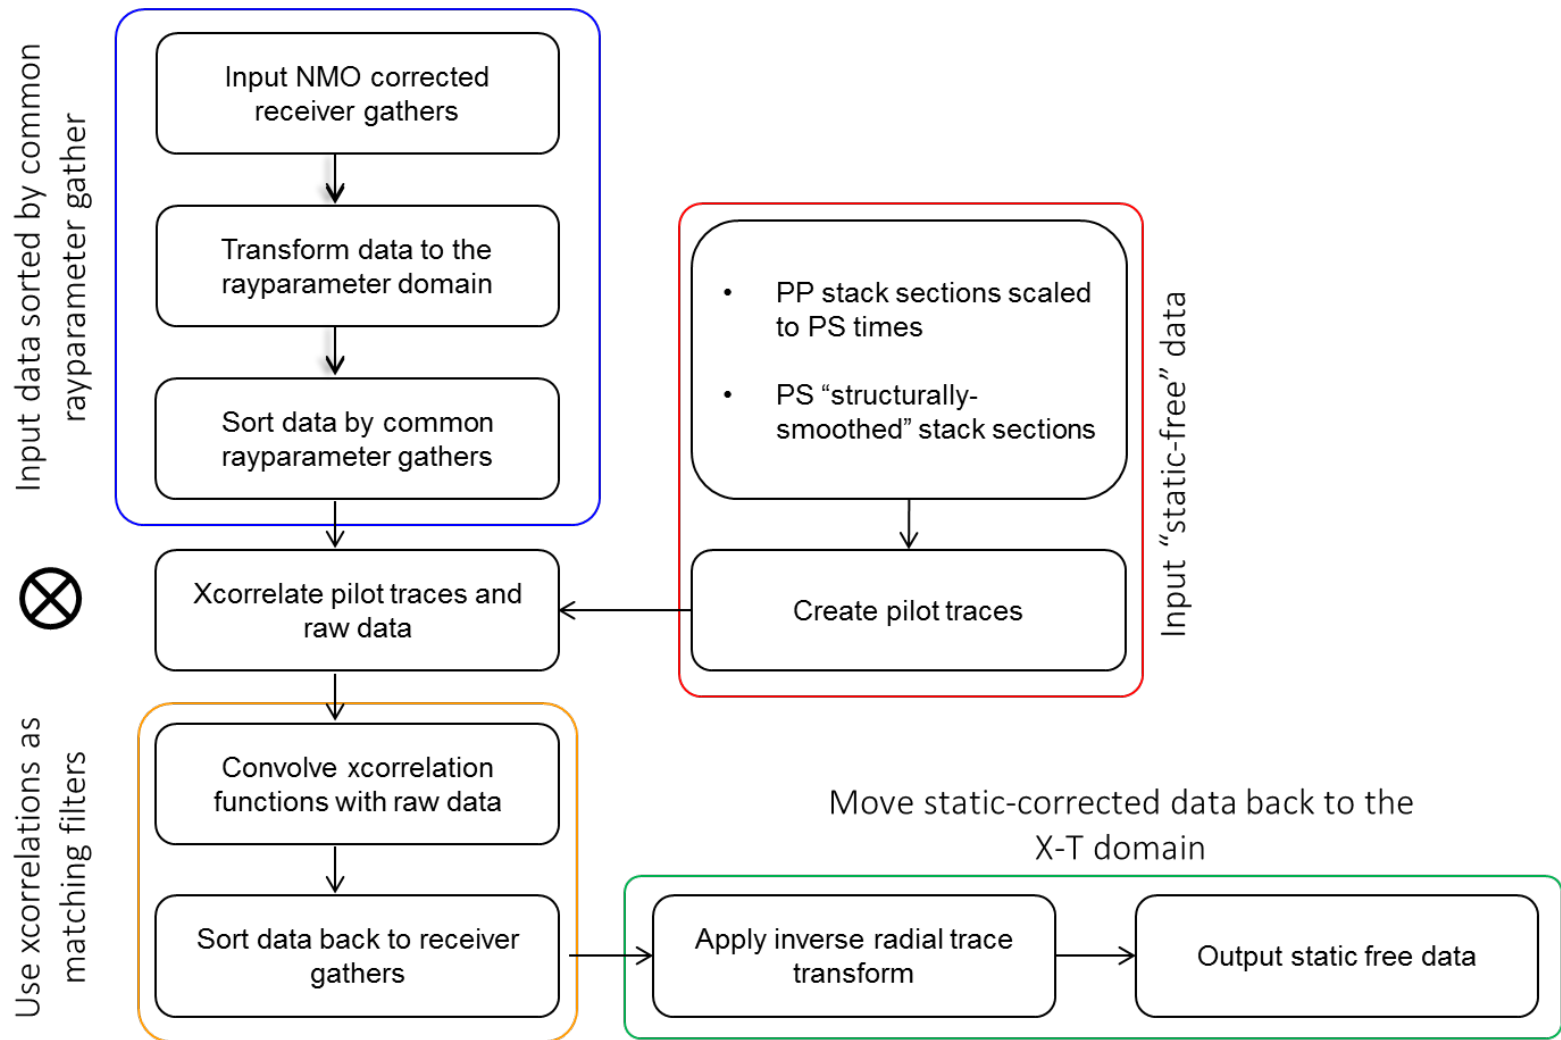 Input data sorted by common
rayparameter gather
Input NMO corrected
receiver gathers
Transform data to the
rayparameter domain
Sort data by common
rayparameter gathers
• PP stack sections scaled
to PS times
• PS “structurally-
smoothed” stack sections
Create pilot traces
Input “static-free” data
Xcorrelate pilot traces and
raw data
Use xcorrelations as
matching filters
Convolve xcorrelation
functions with raw data
Sort data back to receiver
gathers
Move static-corrected data back to the
X-T domain
Apply inverse radial trace
transform
Output static free data